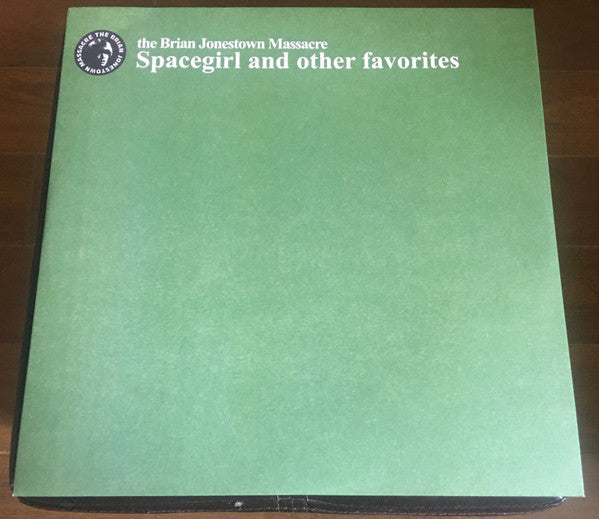 THE BRIAN JONESTOWN MASSACRE
the Brian Jonestown Massacre
Spacegirl and other favorites